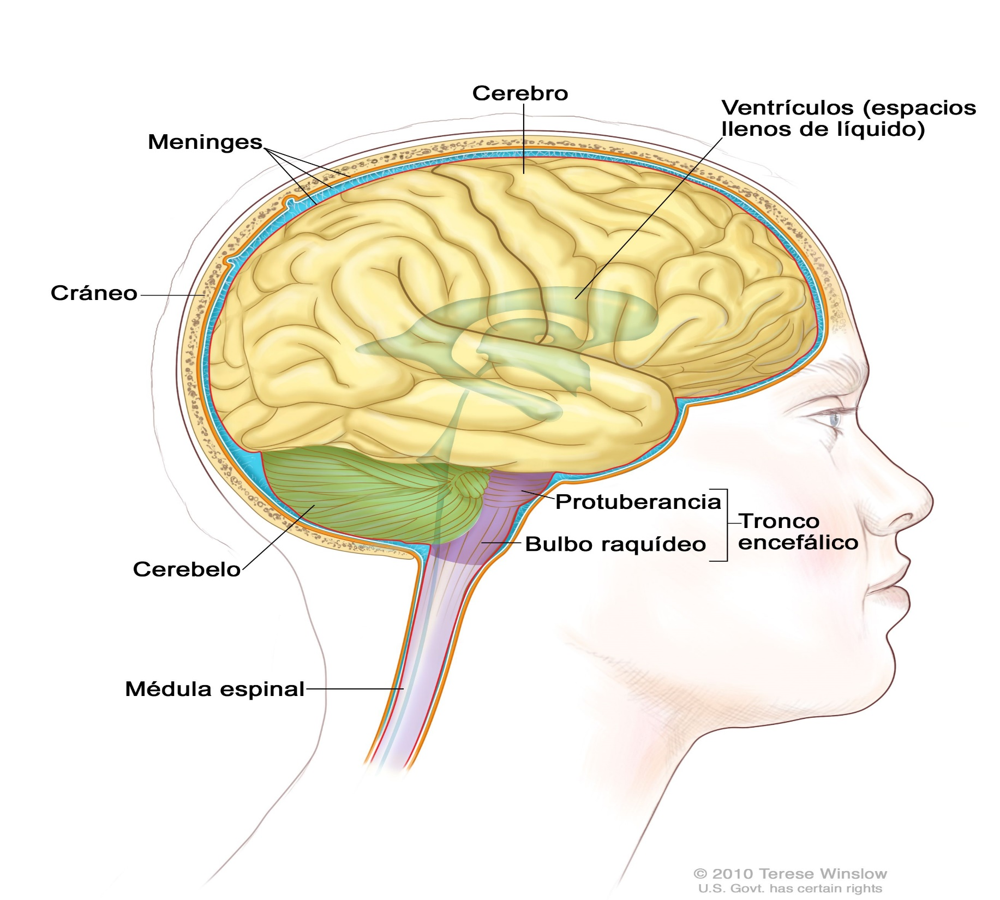 Cerebro
Ventrículos (espacios
llenos de líquido)
Meninges
Cráneo
Protuberancia
Tronco
encefálico
Bulbo raquídeo
Cerebelo
Médula espinal
© 2010 Terese Winslow
U.S. Govt. has certain rights